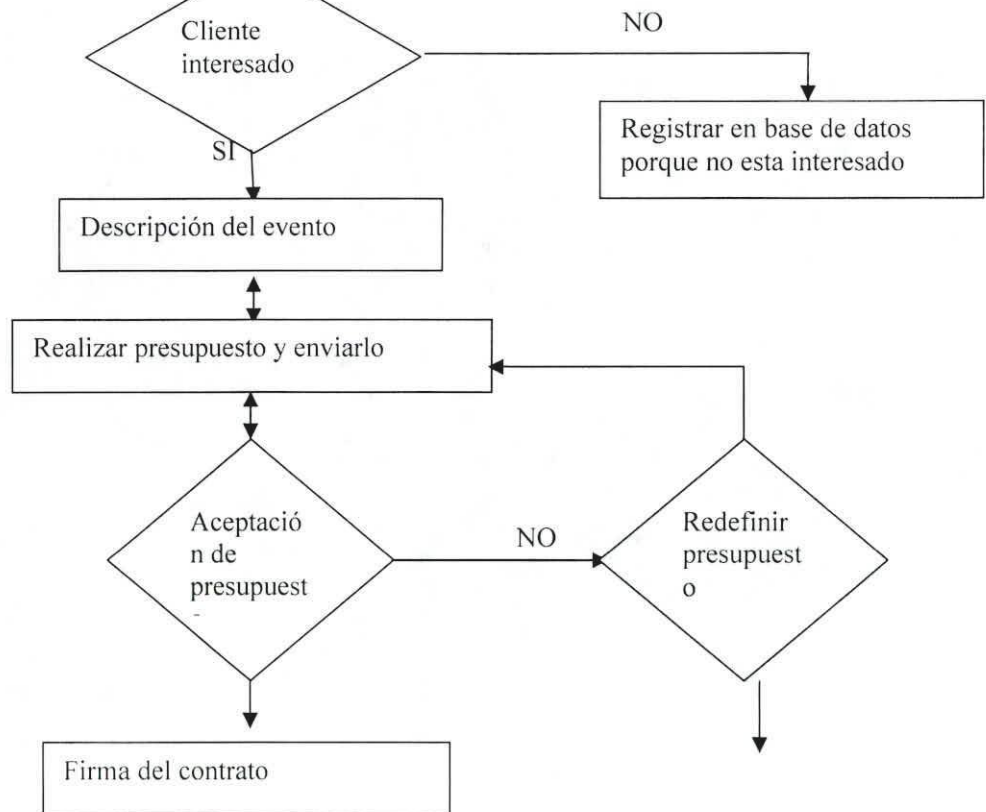 Cliente
interesado
NO
Registrar en base de datos
porque no esta interesado
SI
Descripción del evento
Realizar presupuesto y enviarlo
Aceptació
n de
presupuest
NO
Redefinir
presupuest
o
Firma del contrato